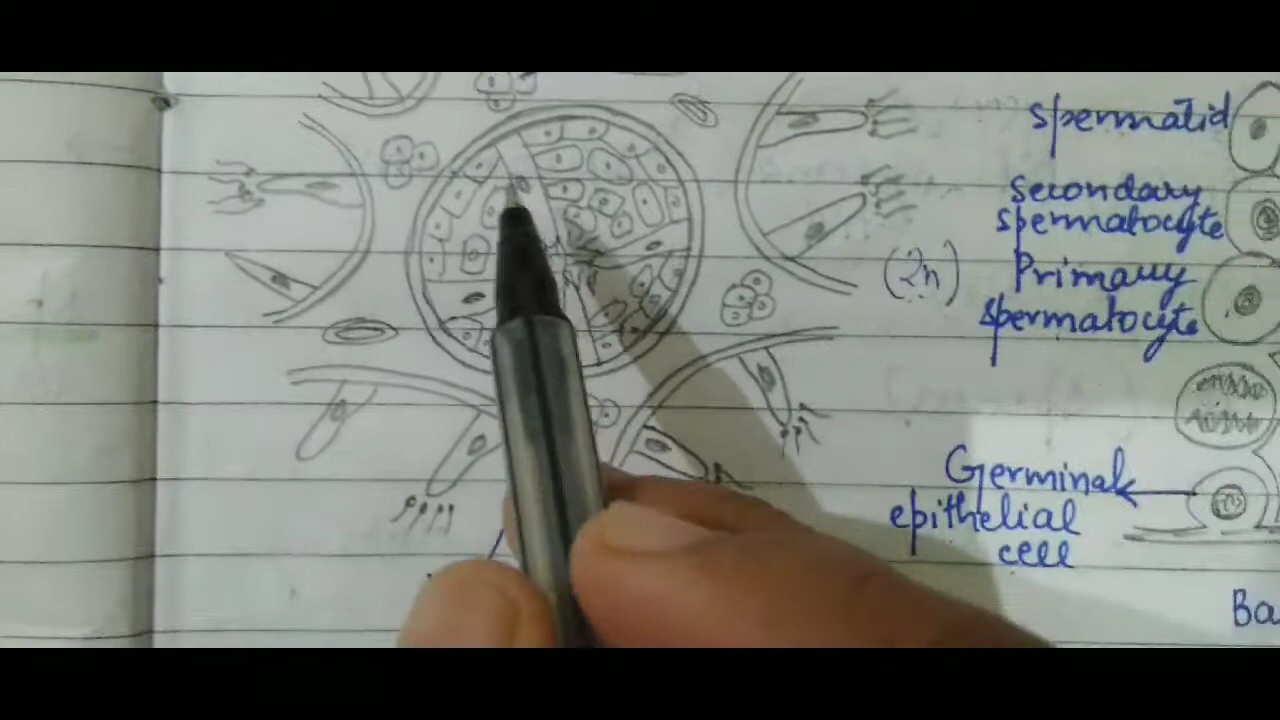 spermatid
secondary
spermatocyte
(2n)
Primary
spermatocyte
Germinal
epithelial
cell
Ba